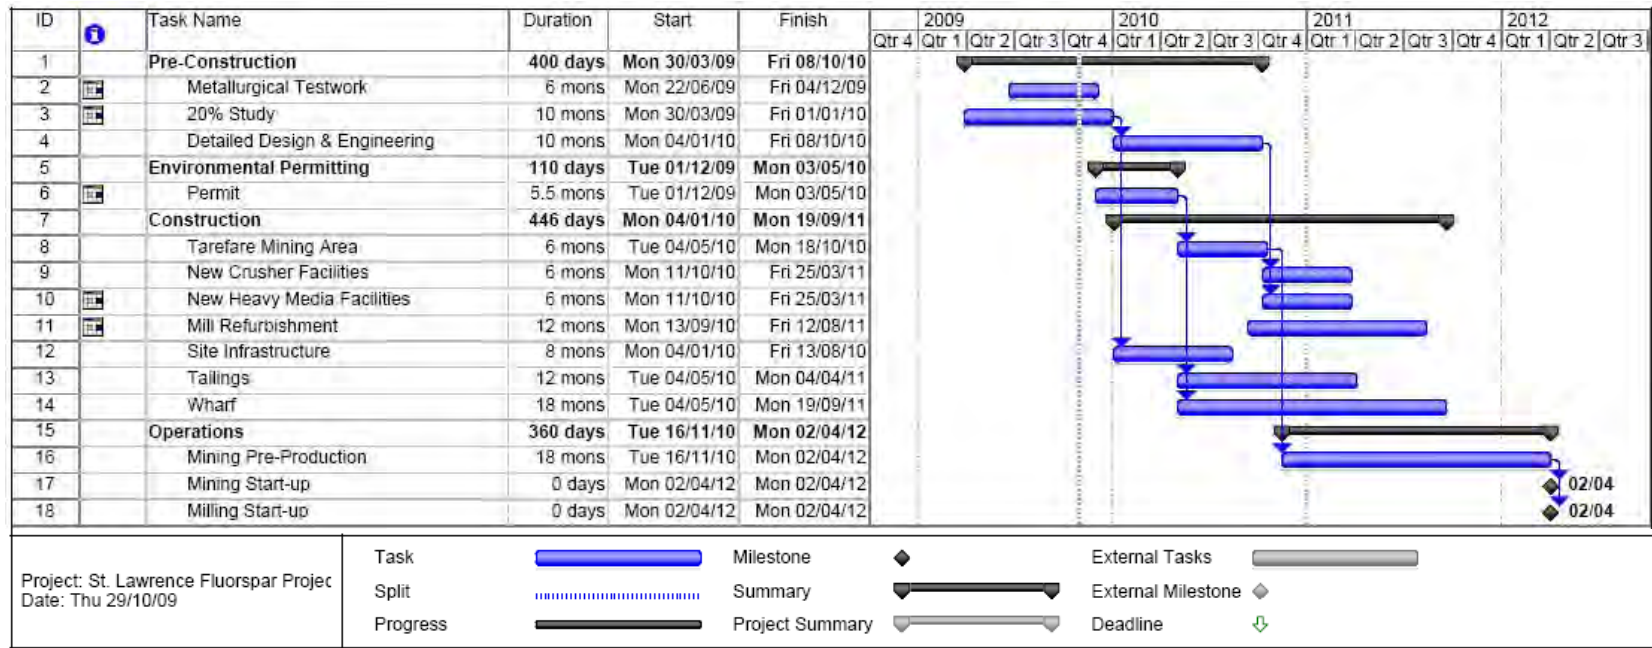 ID Task Name Duration Start Finish 2009 2010 2011 2012
Qtr 4 Qtr 1 Qtr 2 Qtr 3 Qtr 4 Qtr 1 Qtr 2 Qtr 3 Qtr 4 Qtr 1 Qtr 2 Qtr 3 Qtr 4 Qtr 1 Qtr 2 Qtr 3
1 Pre-Construction 400 days Mon 30/03/09 Fri 08/10/10
2 Metallurgical Testwork 6 mons Mon 22/06/09 Fri 04/12/09
3 20% Study 10 mons Mon 30/03/09 Fri 01/01/10
4 Detailed Design & Engineering 10 mons Mon 04/01/10 Fri 08/10/10
5 Environmental Permitting 110 days Tue 01/12/09 Mon 03/05/10
6 Permit 5.5 mons Tue 01/12/09 Mon 03/05/10
7 Construction 446 days Mon 04/01/10 Mon 19/09/11
8 Tarefare Mining Area 6 mons Tue 04/05/10 Mon 18/10/10
9 New Crusher Facilities 6 mons Mon 11/10/10 Fri 25/03/11
10 New Heavy Media Facilities 6 mons Mon 11/10/10 Fri 25/03/11
11 Mill Refurbishment 12 mons Mon 13/09/10 Fri 12/08/11
12 Site Infrastructure 8 mons Mon 04/01/10 Fri 13/08/10
13 Tailings 12 mons Tue 04/05/10 Mon 04/04/11
14 Wharf 18 mons Tue 04/05/10 Mon 19/09/11
15 Operations 360 days Tue 16/11/10 Mon 02/04/12
16 Mining Pre-Production 18 mons Tue 16/11/10 Mon 02/04/12
17 Mining Start-up 0 days Mon 02/04/12 Mon 02/04/12 02/04
18 Milling Start-up 0 days Mon 02/04/12 Mon 02/04/12 02/04
Project: St. Lawrence Fluorspar Projec
Date: Thu 29/10/09
Task Milestone External Tasks
Split Summary External Milestone
Progress Project Summary Deadline